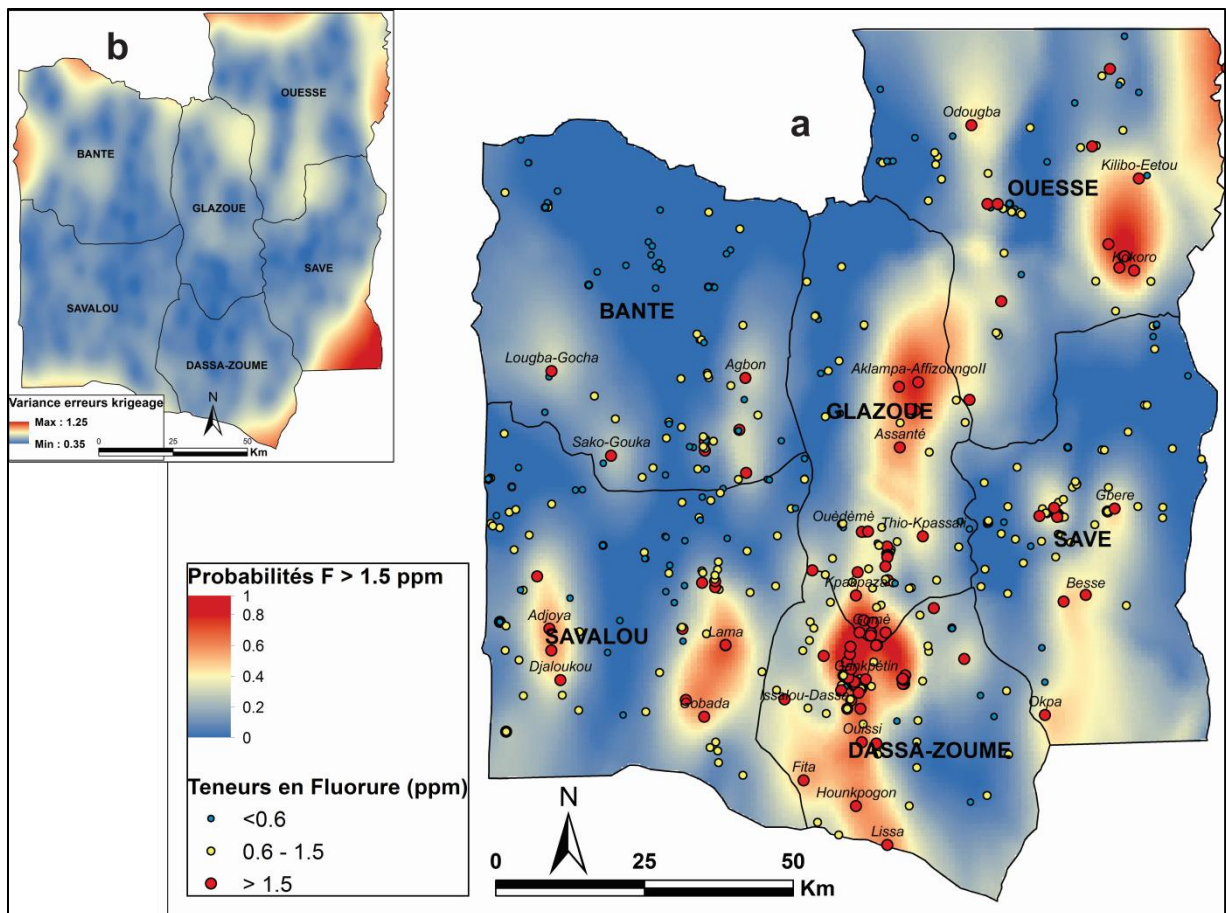 b
OUESSE
BANTE
GLAZOUE
SAVE
SAVALOU
DASSA-ZOUME
Variance erreurs krigeage
Max : 1.25
Min : 0.35
N
0 25 50
Km
a
Odougba
Kilibo-Eetou
OUESSE
Kokoro
BANTE
Lougba-Gocha
Agbon
Aklampa-AffizoungoII
GLAZOUE
Sako-Gouka
Assanté
Gbere
Ouèdèmè
Thio-Kpassali
SAVE
Kpakpazali
Besse
Adjoya
SAVALOU
Lama
Gomè
Djaloukou
Gankpétin
Issalou-Dassa
Gobada
Okpa
Ouissi
DASSA-ZOUME
Fita
Hounkpogon
Lissa
Probabilités F > 1.5 ppm
1
0.8
0.6
0.4
0.2
0
Teneurs en Fluorure (ppm)
<0.6
0.6 - 1.5
> 1.5
N
0 25 50
Km